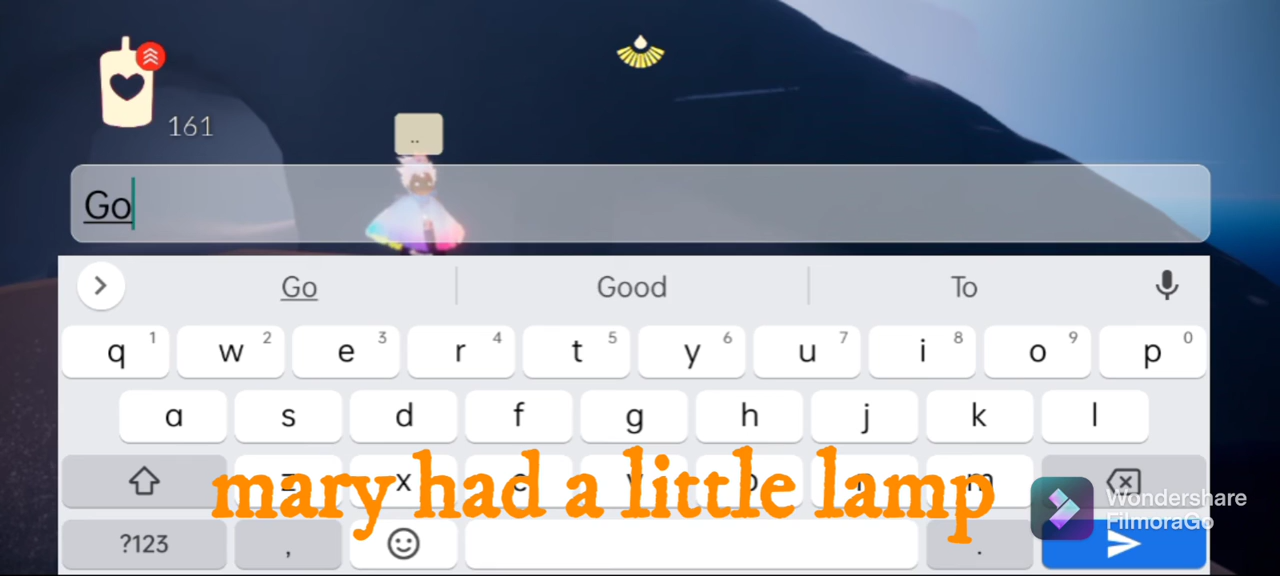 161
..
Go
Go Good To
q 1 w 2 e 3 r 4 t 5 y 6 u 7 i 8 o 9 p 0
a s d f g h j k l
z x c v b n m
mary had a little lamp
Wondershare
FilmoraGo
?123 , .